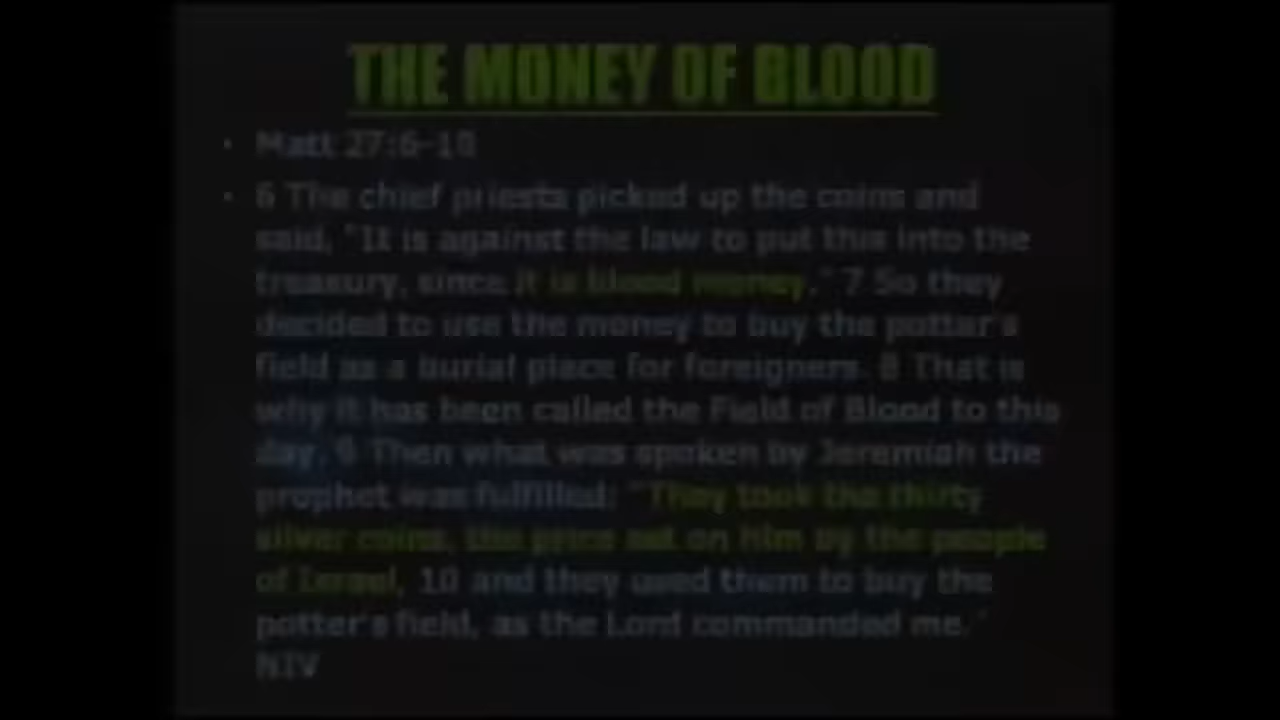 THE MONEY OF BLOOD
• Matt 27:6-10
• 6 The chief priests picked up the coins and
said, "It is against the law to put this into the
treasury, since it is blood money." 7 So they
decided to use the money to buy the potter's
field as a burial place for foreigners. 8 That is
why it has been called the Field of Blood to this
day. 9 Then what was spoken by Jeremiah the
prophet was fulfilled: "They took the thirty
silver coins, the price set on him by the people
of Israel, 10 and they used them to buy the
potter's field, as the Lord commanded me."
NIV